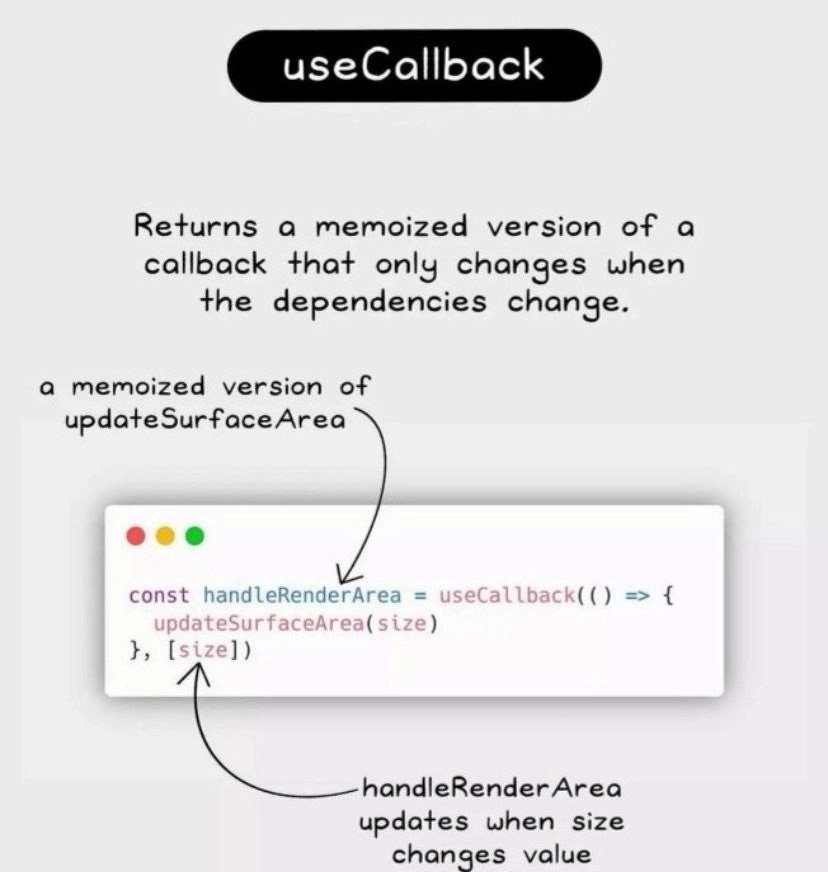 useCallback
Returns a memoized version of a
callback that only changes when
the dependencies change.
a memoized version of
updateSurfaceArea
const handleRenderArea = useCallback(() => {
  updateSurfaceArea(size)
}, [size])
handleRenderArea
updates when size
changes value